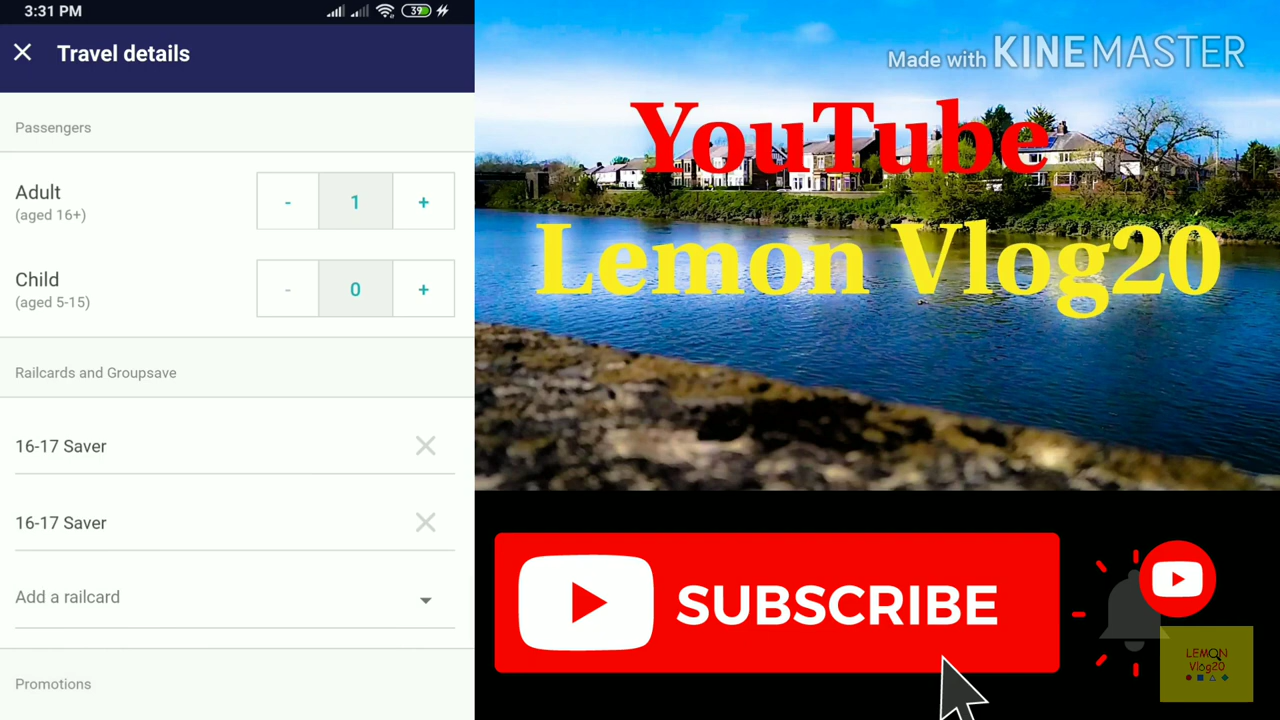 3:31 PM
39
Travel details
Passengers
Adult
(aged 16+)
- 1 +
Child
(aged 5-15)
- 0 +
Railcards and Groupsave
16-17 Saver
16-17 Saver
Add a railcard
Promotions
Made with KINEMASTER
YouTube
Lemon Vlog20
SUBSCRIBE
LEMON
Vlog20